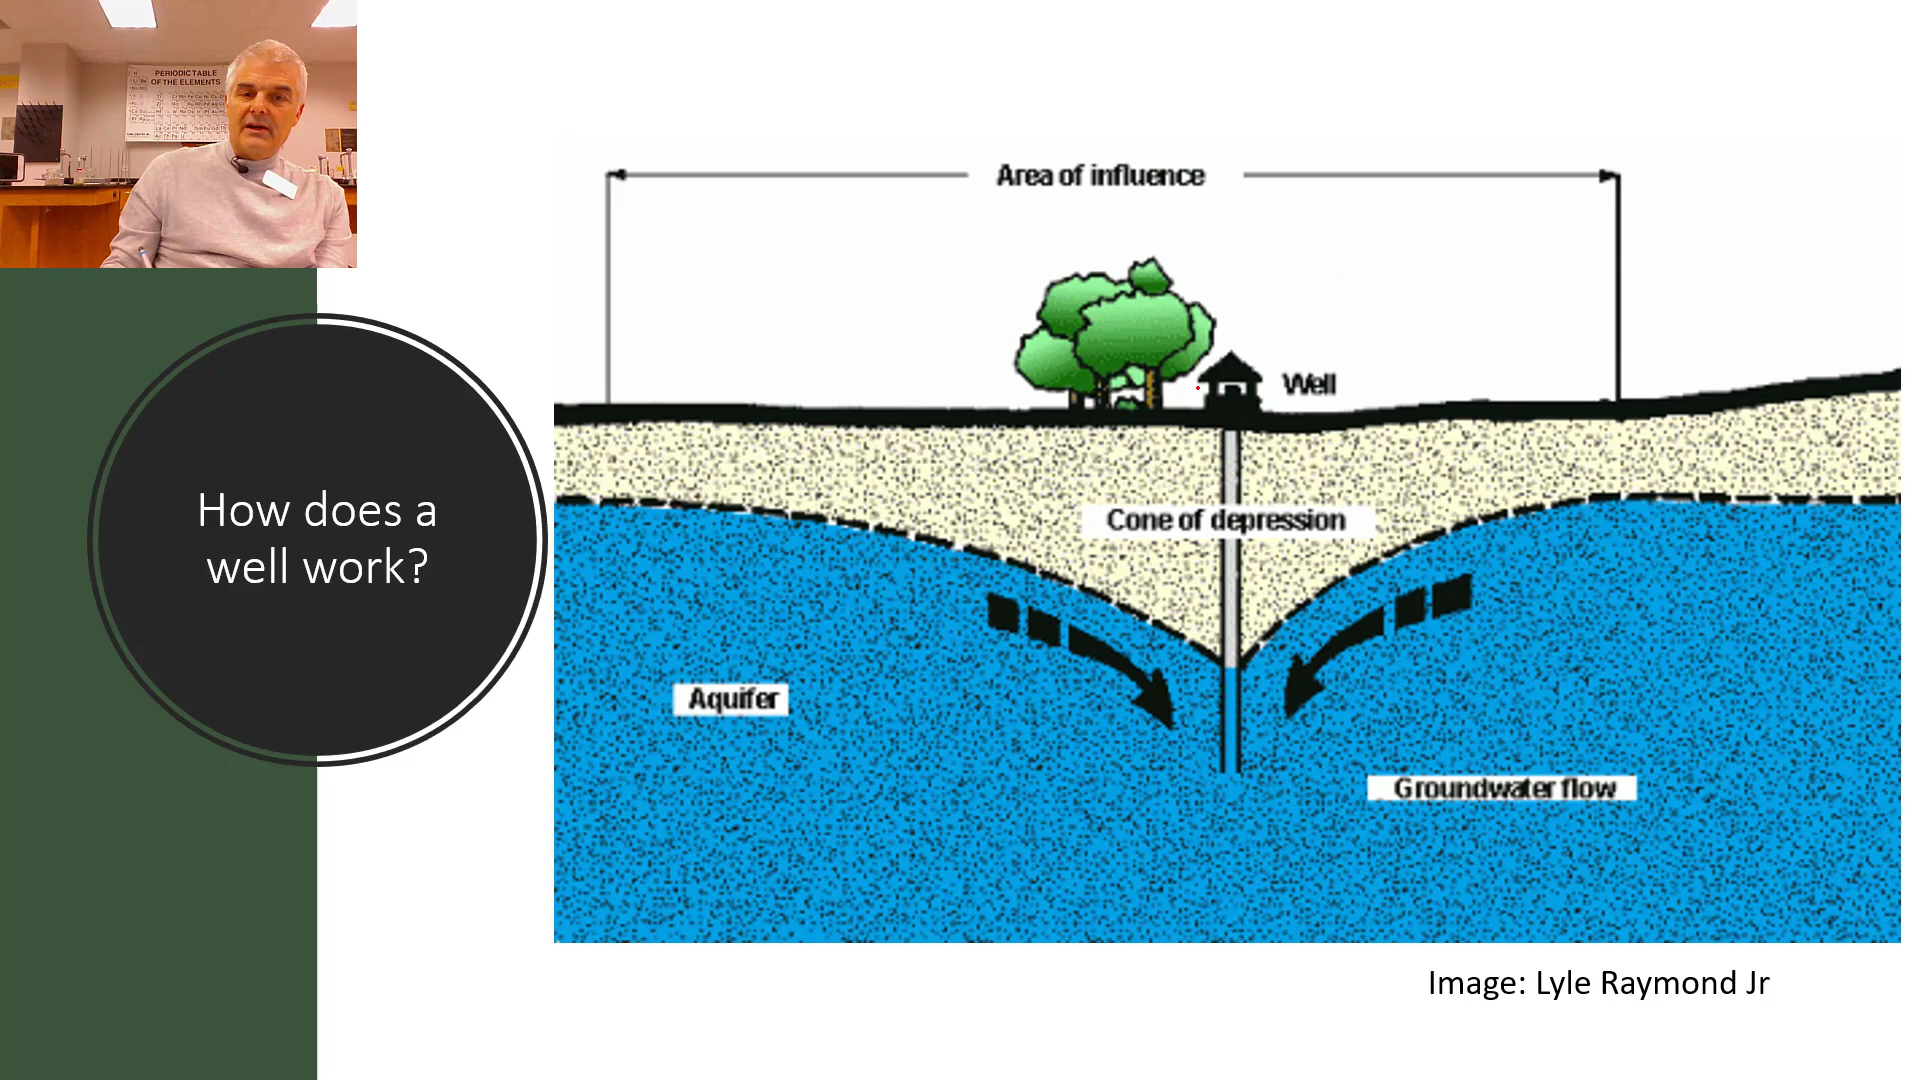 PERIODIC TABLE
OF THE ELEMENTS
Area of influence
Well
How does a
well work?
Cone of depression
Aquifer
Groundwater flow
Image: Lyle Raymond Jr